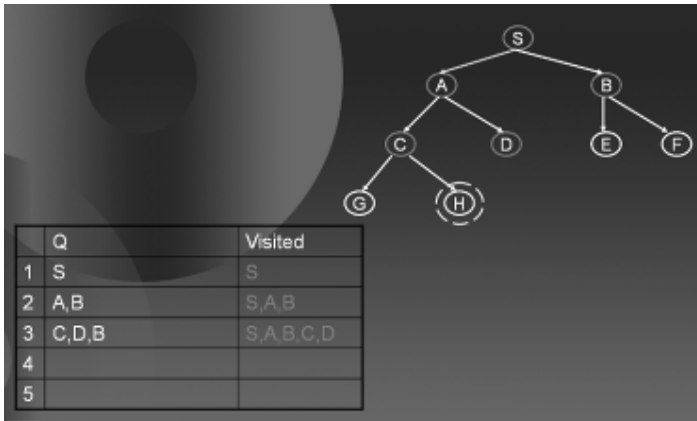 S
A B
C D E F
G H
Q Visited
1 S S
2 A,B S,A,B
3 C,D,B S,A,B,C,D
4
5